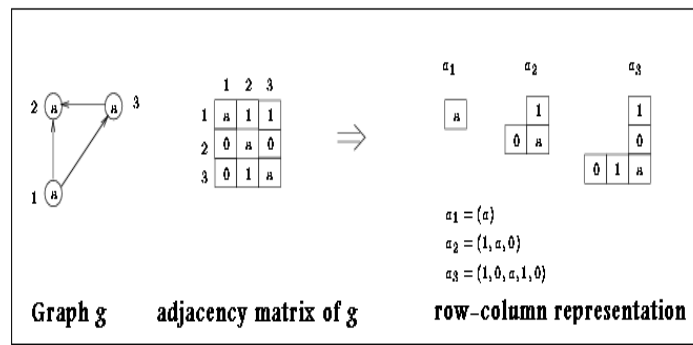 2 a a 3
1 a
Graph g
1 2 3
1 a 1 1
2 0 a 0
3 0 1 a
adjacency matrix of g
⇒
a₁ a₂ a₃
a
1
0 a
1
0
0 1 a
a₁ = (a)
a₂ = (1, a, 0)
a₃ = (1, 0, a, 1, 0)
row-column representation